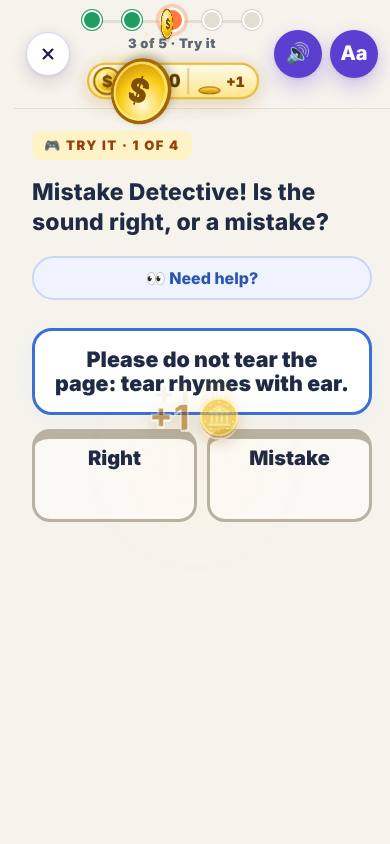 3 of 5 · Try it
0 +1
Aa
TRY IT · 1 OF 4
Mistake Detective! Is the
sound right, or a mistake?
Need help?
Please do not tear the
page: tear rhymes with ear.
+1
Right
Mistake